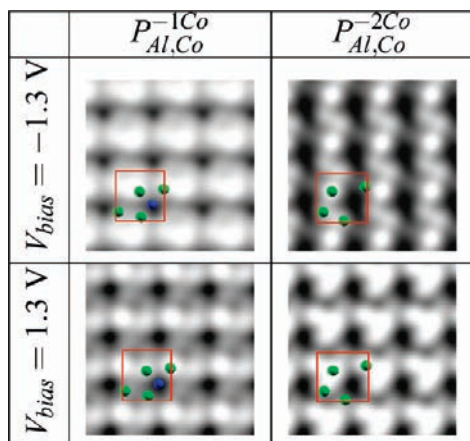 P_{Al,Co}^{-1Co} P_{Al,Co}^{-2Co}
V_{bias} = −1.3 V
V_{bias} = 1.3 V